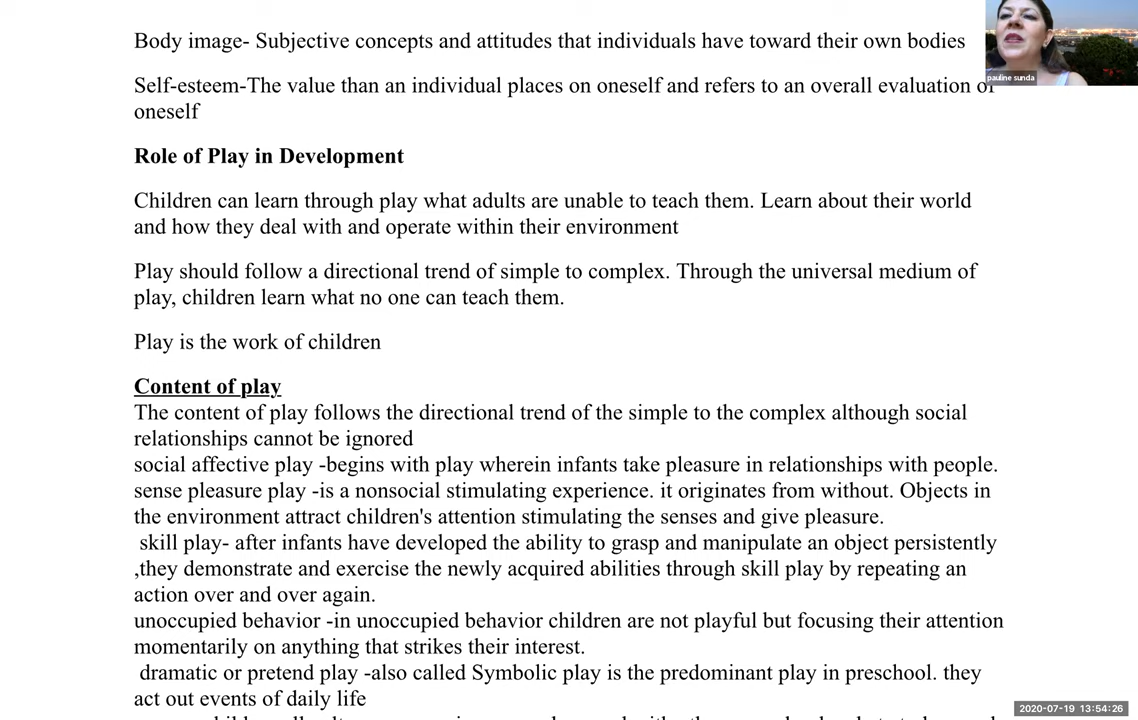 Body image- Subjective concepts and attitudes that individuals have toward their own bodies
pauline sunda
Self-esteem-The value than an individual places on oneself and refers to an overall evaluation of
oneself
Role of Play in Development
Children can learn through play what adults are unable to teach them. Learn about their world
and how they deal with and operate within their environment
Play should follow a directional trend of simple to complex. Through the universal medium of
play, children learn what no one can teach them.
Play is the work of children
Content of play
The content of play follows the directional trend of the simple to the complex although social
relationships cannot be ignored
social affective play -begins with play wherein infants take pleasure in relationships with people.
sense pleasure play -is a nonsocial stimulating experience. it originates from without. Objects in
the environment attract children's attention stimulating the senses and give pleasure.
skill play- after infants have developed the ability to grasp and manipulate an object persistently
,they demonstrate and exercise the newly acquired abilities through skill play by repeating an
action over and over again.
unoccupied behavior -in unoccupied behavior children are not playful but focusing their attention
momentarily on anything that strikes their interest.
dramatic or pretend play -also called Symbolic play is the predominant play in preschool. they
act out events of daily life
2020-07-19 13:54:26